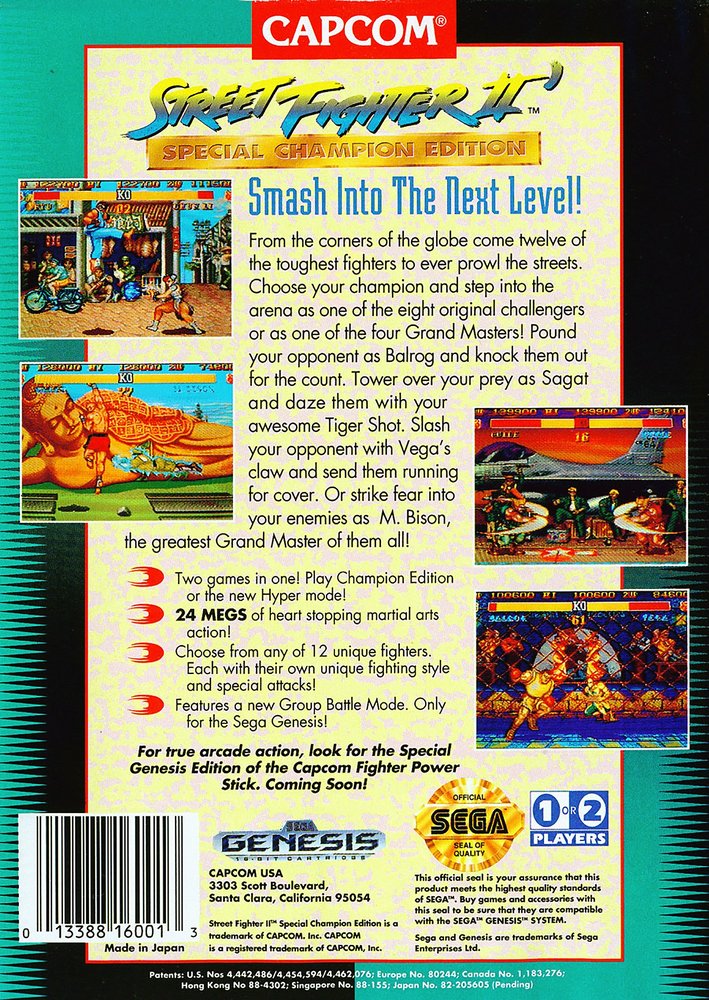 CAPCOM®
STREET FIGHTER II' ™
SPECIAL CHAMPION EDITION
Smash Into The Next Level!
From the corners of the globe come twelve of
the toughest fighters to ever prowl the streets.
Choose your champion and step into the
arena as one of the eight original challengers
or as one of the four Grand Masters! Pound
your opponent as Balrog and knock them out
for the count. Tower over your prey as Sagat
and daze them with your
awesome Tiger Shot. Slash
your opponent with Vega's
claw and send them running
for cover. Or strike fear into
your enemies as M. Bison,
the greatest Grand Master of them all!
KO
KO
16
KO
61
Two games in one! Play Champion Edition
or the new Hyper mode!
24 MEGS of heart stopping martial arts
action!
Choose from any of 12 unique fighters.
Each with their own unique fighting style
and special attacks!
Features a new Group Battle Mode. Only
for the Sega Genesis!
For true arcade action, look for the Special
Genesis Edition of the Capcom Fighter Power
Stick. Coming Soon!
0 13388 16001 3
Made in Japan
SEGA
GENESIS
16-BIT CARTRIDGE
CAPCOM USA
3303 Scott Boulevard,
Santa Clara, California 95054
Street Fighter II™ Special Champion Edition is a
trademark of CAPCOM. Inc. CAPCOM
is a registered trademark of CAPCOM, Inc.
OFFICIAL
SEGA
SEAL OF
QUALITY
1 OR 2
PLAYERS
This official seal is your assurance that this
product meets the highest quality standards
of SEGA™. Buy games and accessories with
this seal to be sure that they are compatible
with the SEGA™ GENESIS™ SYSTEM.
Sega and Genesis are trademarks of Sega
Enterprises Ltd.
Patents: U.S. Nos 4,442,486/4,454,594/4,462,076; Europe No. 80244; Canada No. 1,183,276;
Hong Kong No 88-4302; Singapore No. 88-155; Japan No. 82-205605 (Pending)